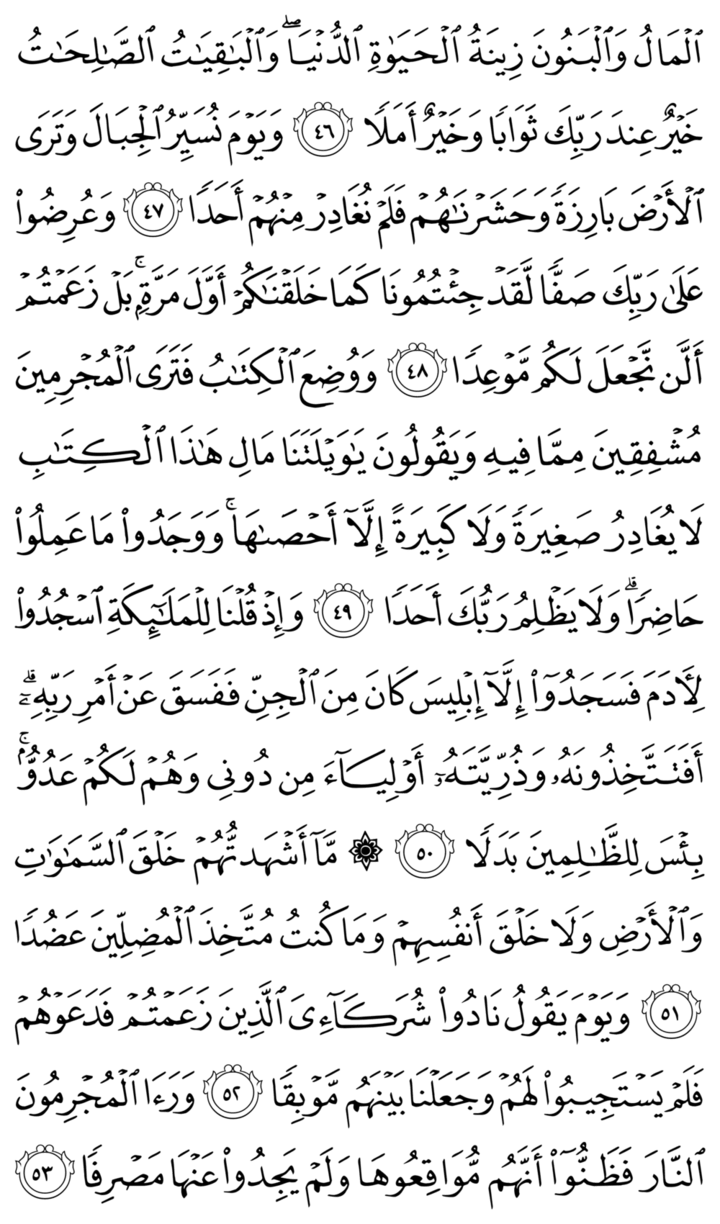 ٱلۡمَالُ وَٱلۡبَنُونَ زِينَةُ ٱلۡحَيَوٰةِ ٱلدُّنۡيَاۖ وَٱلۡبَٰقِيَٰتُ ٱلصَّٰلِحَٰتُ
خَيۡرٌ عِندَ رَبِّكَ ثَوَابٗا وَخَيۡرٌ أَمَلٗا ٤٦ وَيَوۡمَ نُسَيِّرُ ٱلۡجِبَالَ وَتَرَى
ٱلۡأَرۡضَ بَارِزَةٗ وَحَشَرۡنَٰهُمۡ فَلَمۡ نُغَادِرۡ مِنۡهُمۡ أَحَدٗا ٤٧ وَعُرِضُواْ
عَلَىٰ رَبِّكَ صَفّٗا لَّقَدۡ جِئۡتُمُونَا كَمَا خَلَقۡنَٰكُمۡ أَوَّلَ مَرَّةِۭۚ بَلۡ زَعَمۡتُمۡ
أَلَّن نَّجۡعَلَ لَكُم مَّوۡعِدٗا ٤٨ وَوُضِعَ ٱلۡكِتَٰبُ فَتَرَى ٱلۡمُجۡرِمِينَ
مُشۡفِقِينَ مِمَّا فِيهِ وَيَقُولُونَ يَٰوَيۡلَتَنَا مَالِ هَٰذَا ٱلۡكِتَٰبِ
لَا يُغَادِرُ صَغِيرَةٗ وَلَا كَبِيرَةً إِلَّآ أَحۡصَىٰهَاۚ وَوَجَدُواْ مَا عَمِلُواْ
حَاضِرٗاۗ وَلَا يَظۡلِمُ رَبُّكَ أَحَدٗا ٤٩ وَإِذۡ قُلۡنَا لِلۡمَلَٰٓئِكَةِ ٱسۡجُدُواْ
لِأٓدَمَ فَسَجَدُوٓاْ إِلَّآ إِبۡلِيسَ كَانَ مِنَ ٱلۡجِنِّ فَفَسَقَ عَنۡ أَمۡرِ رَبِّهِۦٓۗ
أَفَتَتَّخِذُونَهُۥ وَذُرِّيَّتَهُۥٓ أَوۡلِيَآءَ مِن دُونِي وَهُمۡ لَكُمۡ عَدُوُّۢۚ
بِئۡسَ لِلظَّٰلِمِينَ بَدَلٗا ٥٠ ۞ مَّآ أَشۡهَدتُّهُمۡ خَلۡقَ ٱلسَّمَٰوَٰتِ
وَٱلۡأَرۡضِ وَلَا خَلۡقَ أَنفُسِهِمۡ وَمَا كُنتُ مُتَّخِذَ ٱلۡمُضِلِّينَ عَضُدٗا
٥١ وَيَوۡمَ يَقُولُ نَادُواْ شُرَكَآءِيَ ٱلَّذِينَ زَعَمۡتُمۡ فَدَعَوۡهُمۡ
فَلَمۡ يَسۡتَجِيبُواْ لَهُمۡ وَجَعَلۡنَا بَيۡنَهُم مَّوۡبِقٗا ٥٢ وَرَءَا ٱلۡمُجۡرِمُونَ
ٱلنَّارَ فَظَنُّوٓاْ أَنَّهُم مُّوَاقِعُوهَا وَلَمۡ يَجِدُواْ عَنۡهَا مَصۡرِفٗا ٥٣